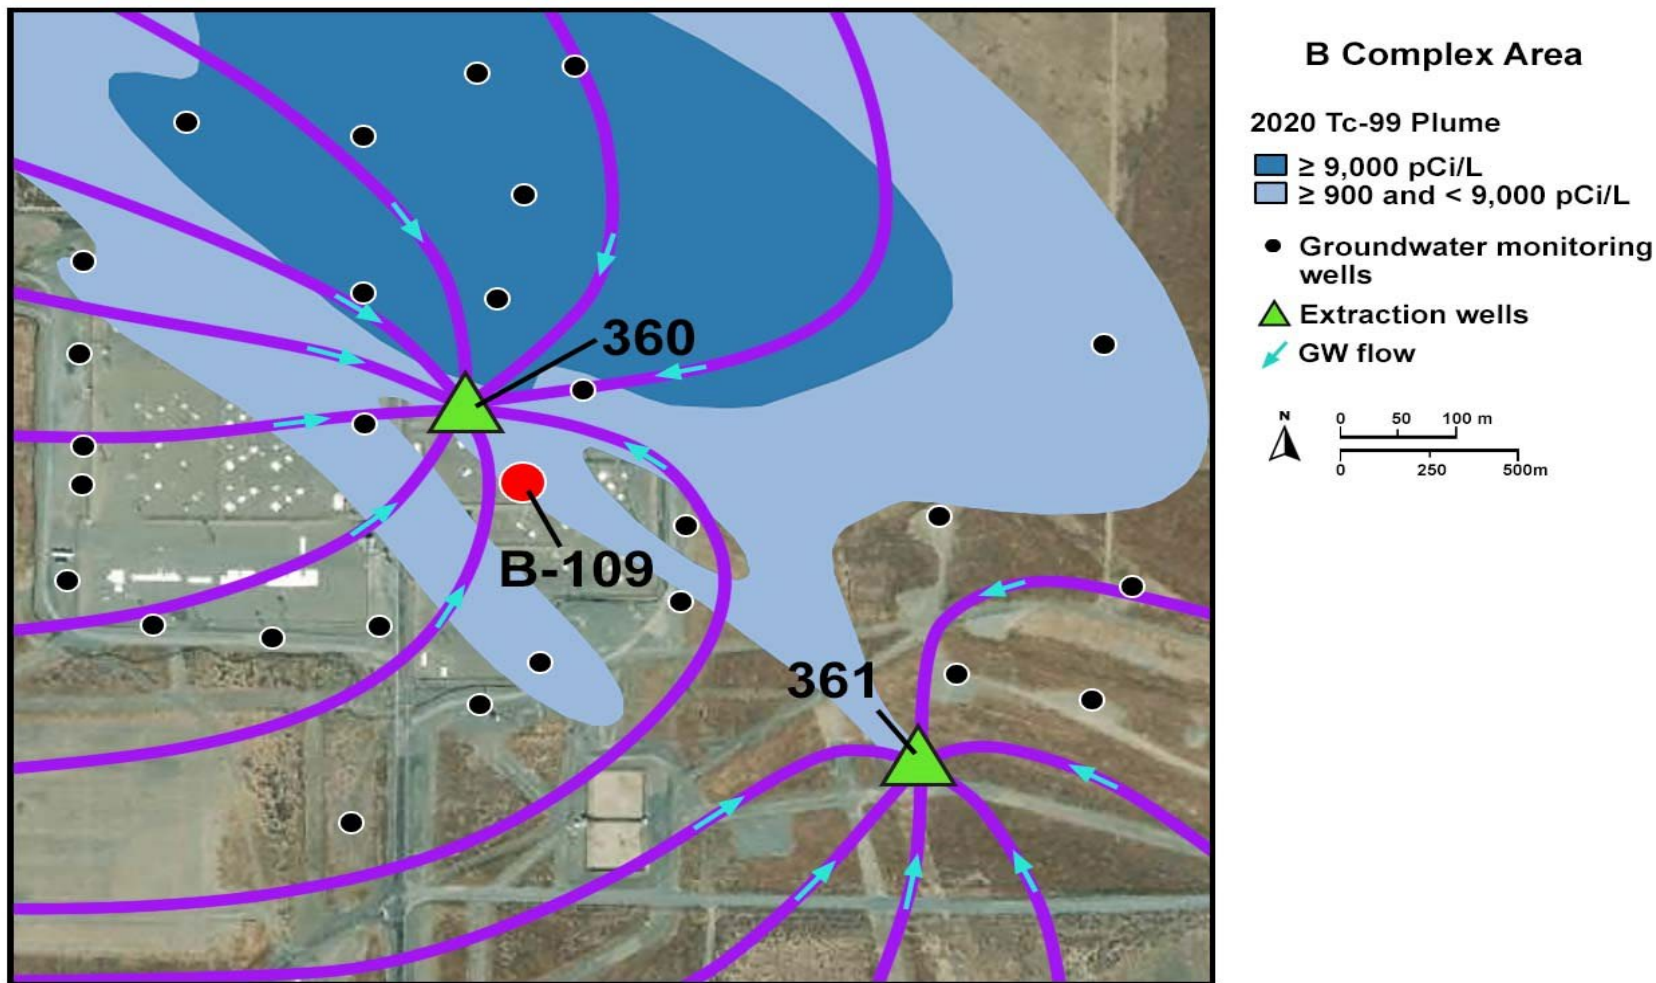 B Complex Area
2020 Tc-99 Plume
≥ 9,000 pCi/L
≥ 900 and < 9,000 pCi/L
Groundwater monitoring
wells
Extraction wells
GW flow
N
0 50 100 m
0 250 500m
360
B-109
361